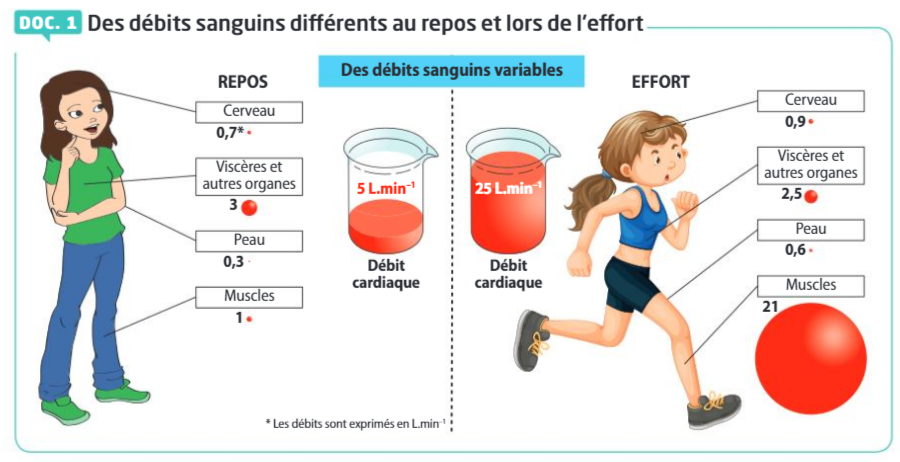 DOC. 1 Des débits sanguins différents au repos et lors de l'effort
Des débits sanguins variables
REPOS
Cerveau
0,7*
Viscères et
autres organes
3
Peau
0,3
Muscles
1
5 L.min⁻¹
Débit
cardiaque
25 L.min⁻¹
Débit
cardiaque
EFFORT
Cerveau
0,9
Viscères et
autres organes
2,5
Peau
0,6
Muscles
21
* Les débits sont exprimés en L.min⁻¹